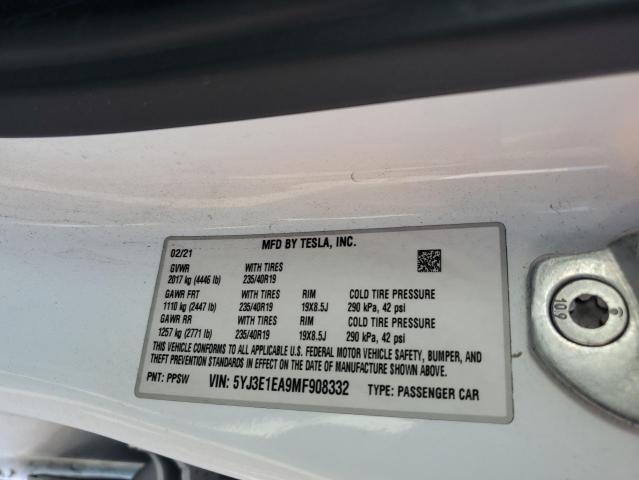 MFD BY TESLA, INC.
02/21
GVWR WITH TIRES
2017 kg (4446 lb) 235/40R19
GAWR FRT WITH TIRES RIM COLD TIRE PRESSURE
1110 kg (2447 lb) 235/40R19 19X8.5J 290 kPa, 42 psi
GAWR RR WITH TIRES RIM COLD TIRE PRESSURE
1257 kg (2771 lb) 235/40R19 19X8.5J 290 kPa, 42 psi
THIS VEHICLE CONFORMS TO ALL APPLICABLE U.S. FEDERAL MOTOR VEHICLE SAFETY, BUMPER, AND
THEFT PREVENTION STANDARDS IN EFFECT ON THE DATE OF MANUFACTURE SHOWN ABOVE.
PNT: PPSW VIN: 5YJ3E1EA9MF908332 TYPE: PASSENGER CAR
10.9